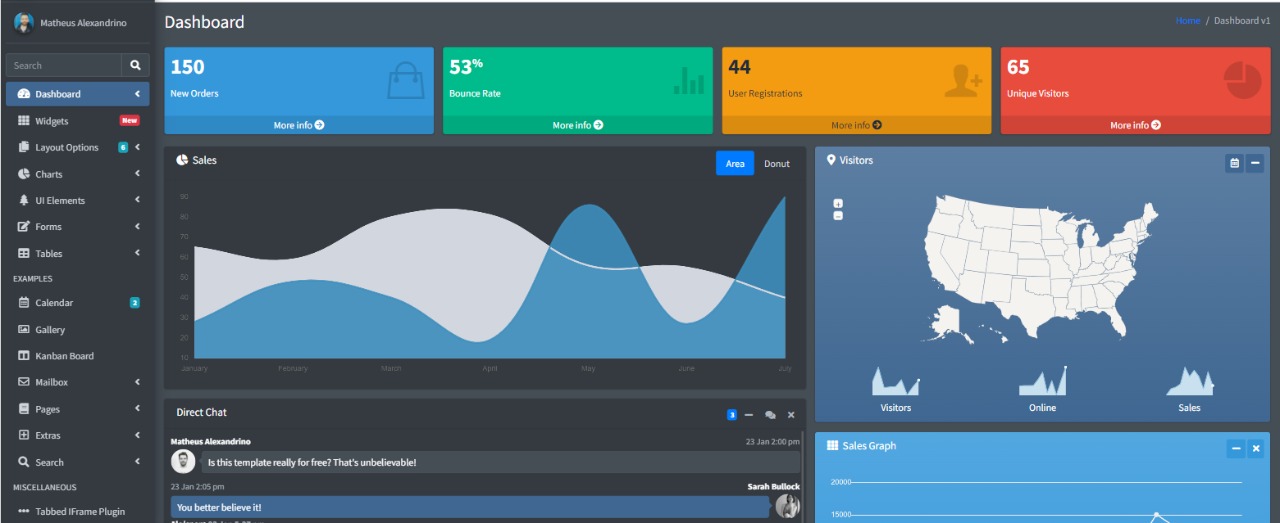 Matheus Alexandrino
Search
Dashboard
Widgets New
Layout Options 6
Charts
UI Elements
Forms
Tables
EXAMPLES
Calendar 2
Gallery
Kanban Board
Mailbox
Pages
Extras
Search
MISCELLANEOUS
Tabbed IFrame Plugin
Dashboard
Home / Dashboard v1
150
New Orders
More info
53%
Bounce Rate
More info
44
User Registrations
More info
65
Unique Visitors
More info
Sales
Area Donut
90
80
70
60
50
40
30
20
10
January February March April May June July
Visitors
+
−
Visitors Online Sales
Direct Chat 3
Matheus Alexandrino 23 Jan 2:00 pm
Is this template really for free? That's unbelievable!
23 Jan 2:05 pm Sarah Bullock
You better believe it!
Sales Graph
20000
15000